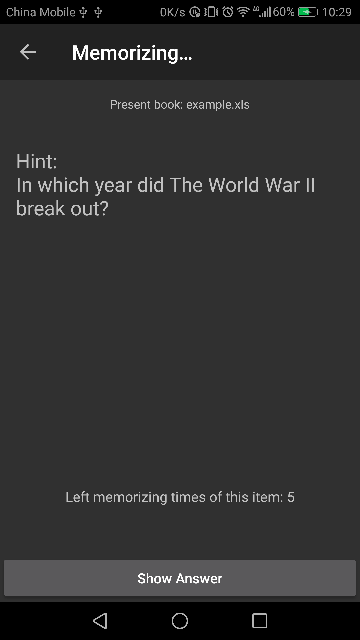 China Mobile 0K/s 4G 60% 10:29
Memorizing...
Present book: example.xls
Hint:
In which year did The World War II
break out?
Left memorizing times of this item: 5
Show Answer